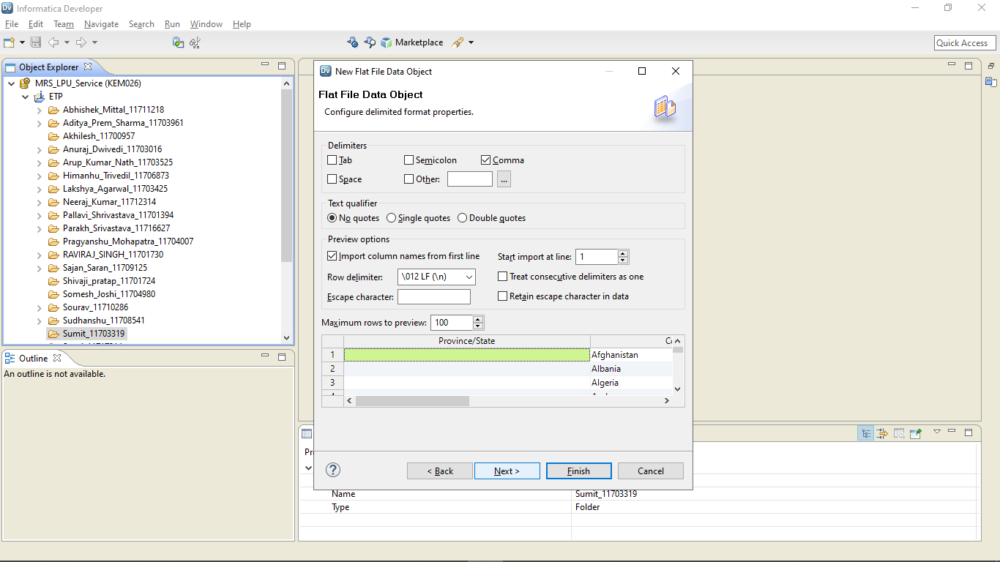 Informatica Developer
File Edit Team Navigate Search Run Window Help
Marketplace
Quick Access
Object Explorer
MRS_LPU_Service (KEM026)
ETP
Abhishek_Mittal_11711218
Aditya_Prem_Sharma_11703961
Akhilesh_11700957
Anuraj_Dwivedi_11703016
Arup_Kumar_Nath_11703525
Himanhu_Trivedil_11706873
Lakshya_Agarwal_11703425
Neeraj_Kumar_11712314
Pallavi_Shrivastava_11701394
Parakh_Srivastava_11716627
Pragyanshu_Mohapatra_11704007
RAVIRAJ_SINGH_11701730
Sajan_Saran_11709125
Shivaji_pratap_11701724
Somesh_Joshi_11704980
Sourav_11710286
Sudhanshu_11708541
Sumit_11703319
Outline
An outline is not available.
New Flat File Data Object
Flat File Data Object
Configure delimited format properties.
Delimiters
Tab Semicolon Comma
Space Other: ...
Text qualifier
No quotes Single quotes Double quotes
Preview options
Import column names from first line Start import at line: 1
Row delimiter: \012 LF (\n) Treat consecutive delimiters as one
Escape character: Retain escape character in data
Maximum rows to preview: 100
Province/State
1 Afghanistan
2 Albania
3 Algeria
< Back Next > Finish Cancel
Name Sumit_11703319
Type Folder